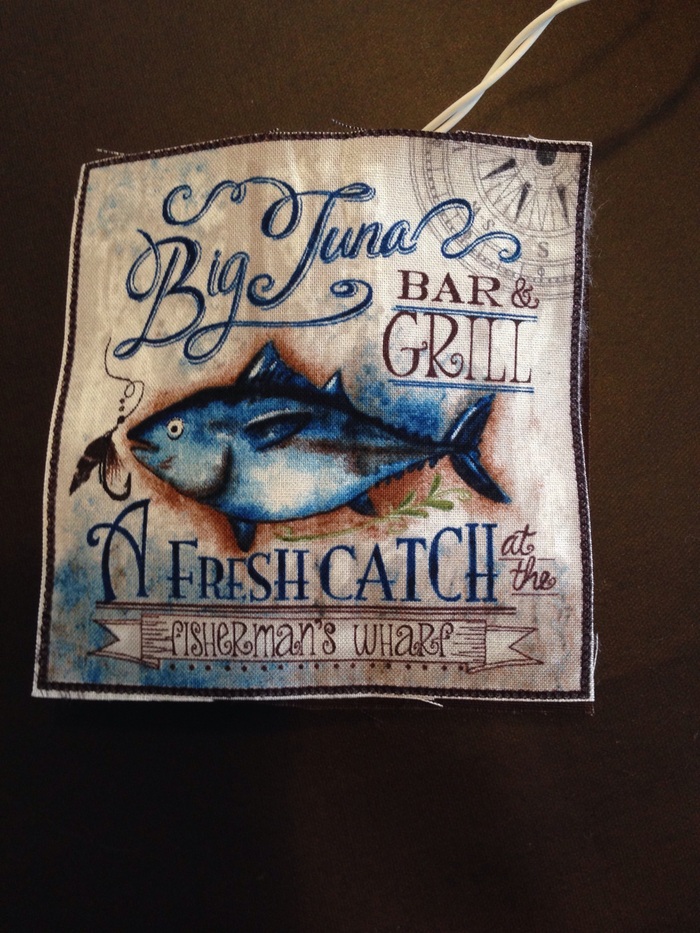 Big Tuna
BAR &
GRILL
A FRESH CATCH at the
FISHERMAN'S WHARF
S